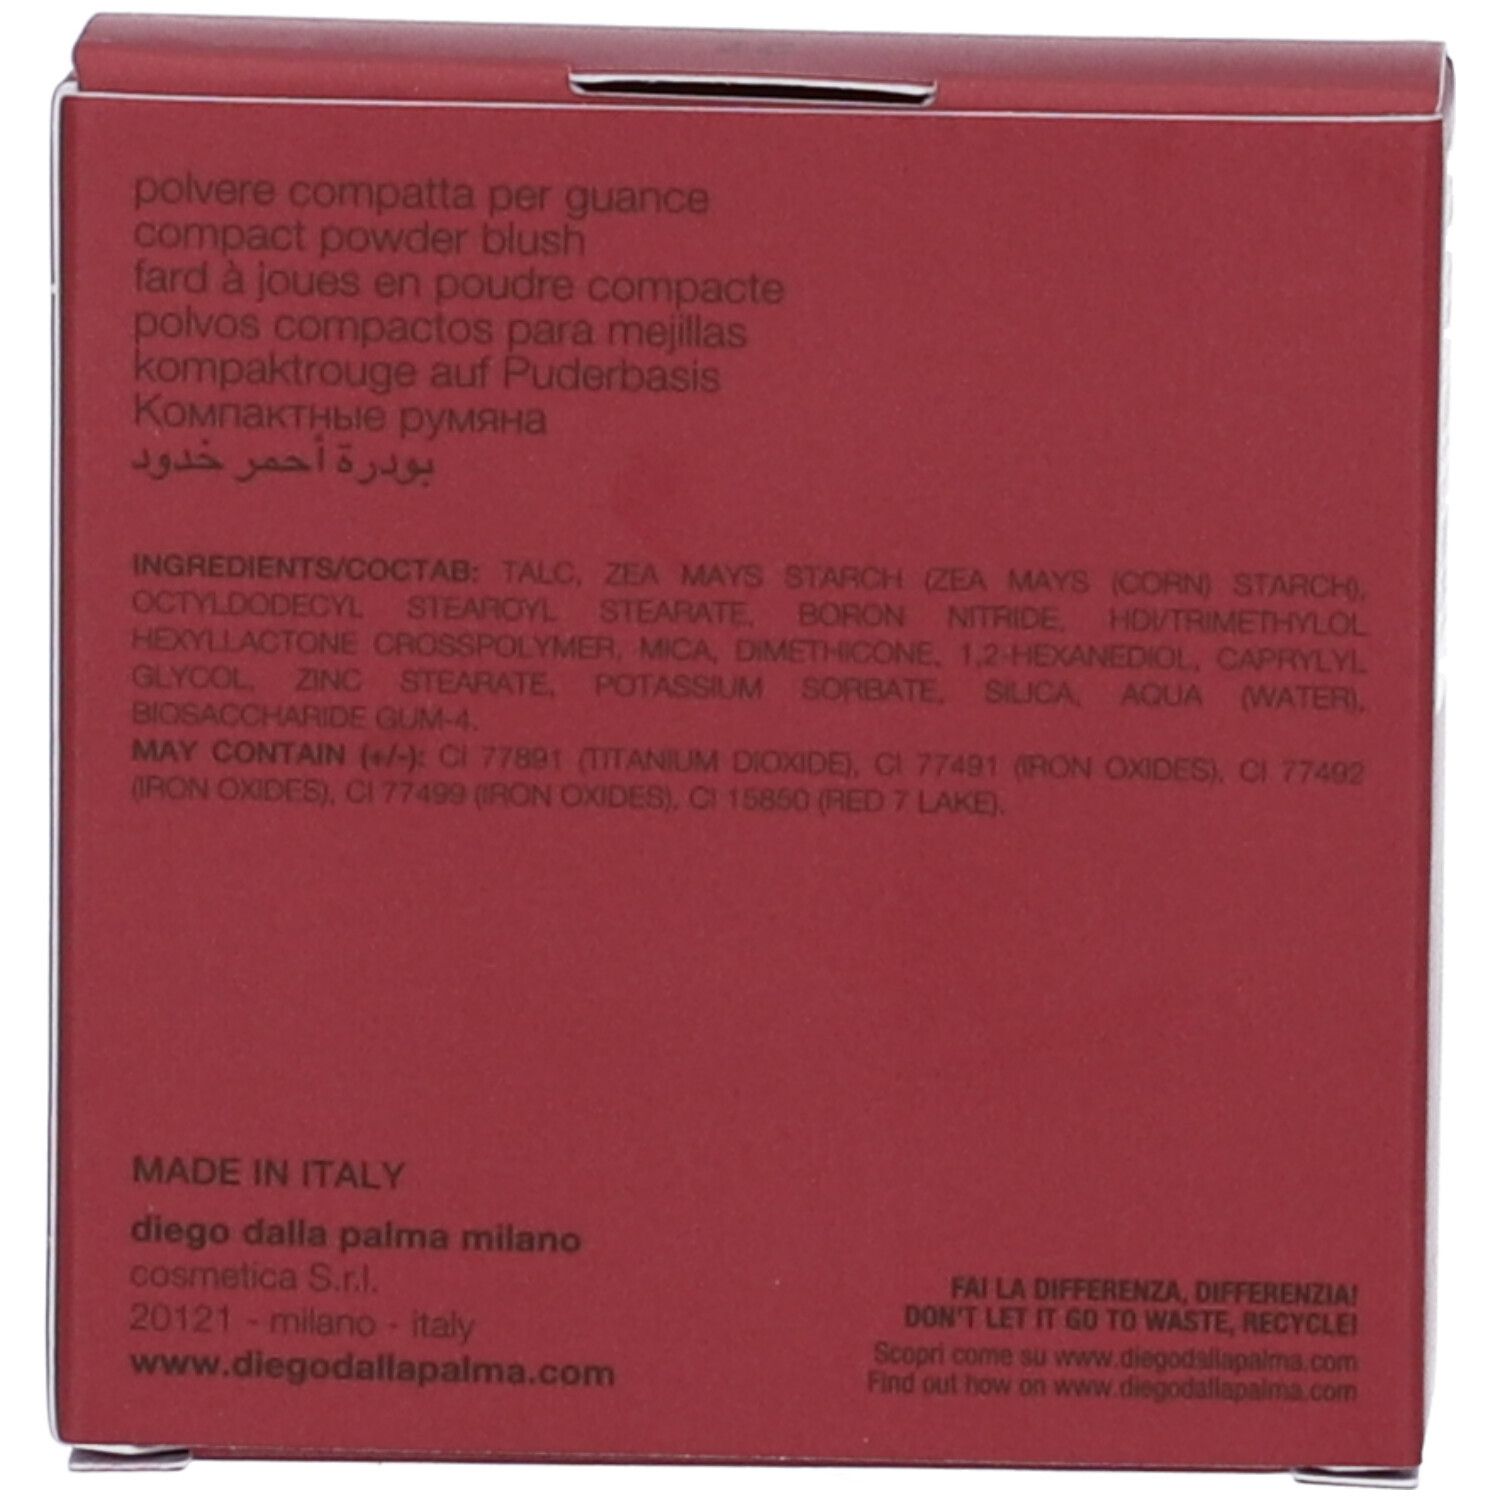 polvere compatta per guance
compact powder blush
fard à joues en poudre compacte
polvos compactos para mejillas
kompaktrouge auf Puderbasis
Компактные румяна
بودرة أحمر خدود
INGREDIENTS/СОСТАВ: TALC, ZEA MAYS STARCH (ZEA MAYS (CORN) STARCH),
OCTYLDODECYL STEAROYL STEARATE, BORON NITRIDE, HDI/TRIMETHYLOL
HEXYLLACTONE CROSSPOLYMER, MICA, DIMETHICONE, 1,2-HEXANEDIOL, CAPRYLYL
GLYCOL, ZINC STEARATE, POTASSIUM SORBATE, SILICA, AQUA (WATER),
BIOSACCHARIDE GUM-4.
MAY CONTAIN (+/-): CI 77891 (TITANIUM DIOXIDE), CI 77491 (IRON OXIDES), CI 77492
(IRON OXIDES), CI 77499 (IRON OXIDES), CI 15850 (RED 7 LAKE).
MADE IN ITALY
diego dalla palma milano
cosmetica S.r.l.
20121 - milano - italy
www.diegodallapalma.com
FAI LA DIFFERENZA, DIFFERENZIA!
DON'T LET IT GO TO WASTE, RECYCLE!
Scopri come su www.diegodallapalma.com
Find out how on www.diegodallapalma.com